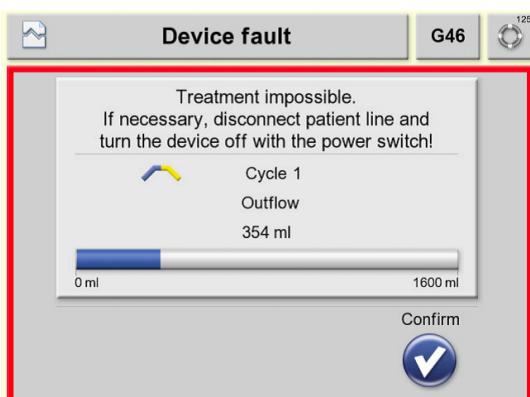 Device fault
G46
125
Treatment impossible.
If necessary, disconnect patient line and
turn the device off with the power switch!
Cycle 1
Outflow
354 ml
0 ml
1600 ml
Confirm